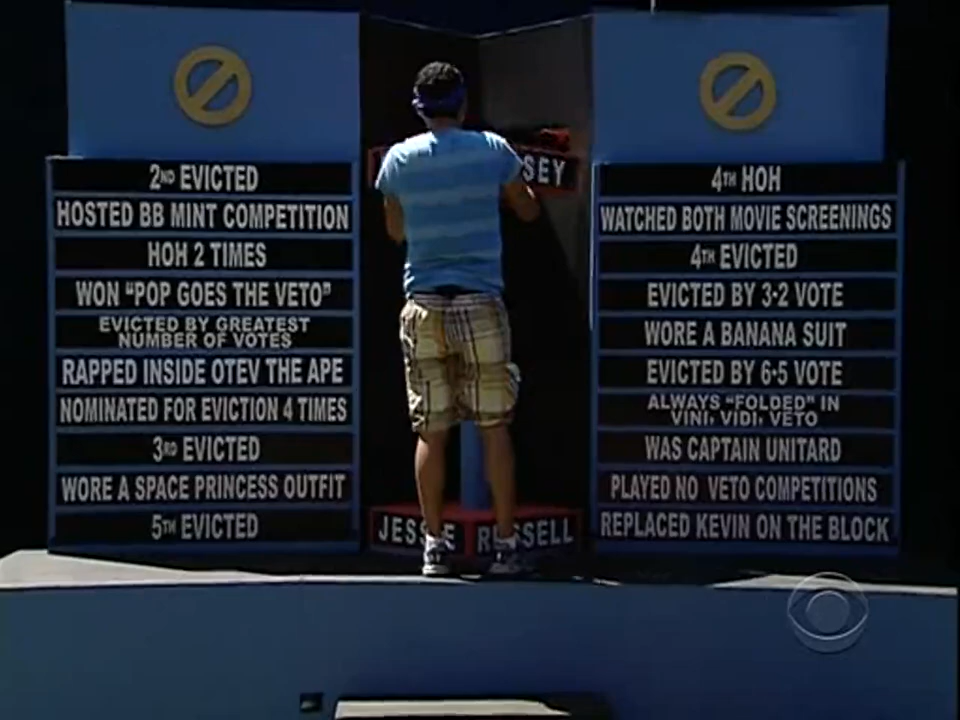 2ND EVICTED
HOSTED BB MINT COMPETITION
HOH 2 TIMES
WON “POP GOES THE VETO”
EVICTED BY GREATEST
NUMBER OF VOTES
RAPPED INSIDE OTEV THE APE
NOMINATED FOR EVICTION 4 TIMES
3RD EVICTED
WORE A SPACE PRINCESS OUTFIT
5TH EVICTED
SEY
JESSIE RUSSELL
4TH HOH
WATCHED BOTH MOVIE SCREENINGS
4TH EVICTED
EVICTED BY 3-2 VOTE
WORE A BANANA SUIT
EVICTED BY 6-5 VOTE
ALWAYS “FOLDED” IN
VINI, VIDI, VETO
WAS CAPTAIN UNITARD
PLAYED NO VETO COMPETITIONS
REPLACED KEVIN ON THE BLOCK